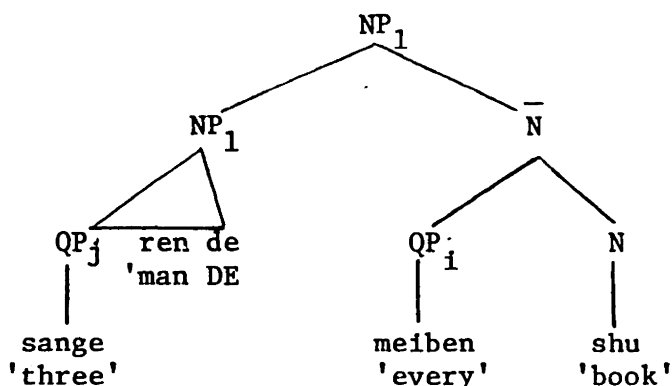 NP1
NP1 N̄
QPj ren de QPi N
'man DE
sange meiben shu
'three' 'every' 'book'